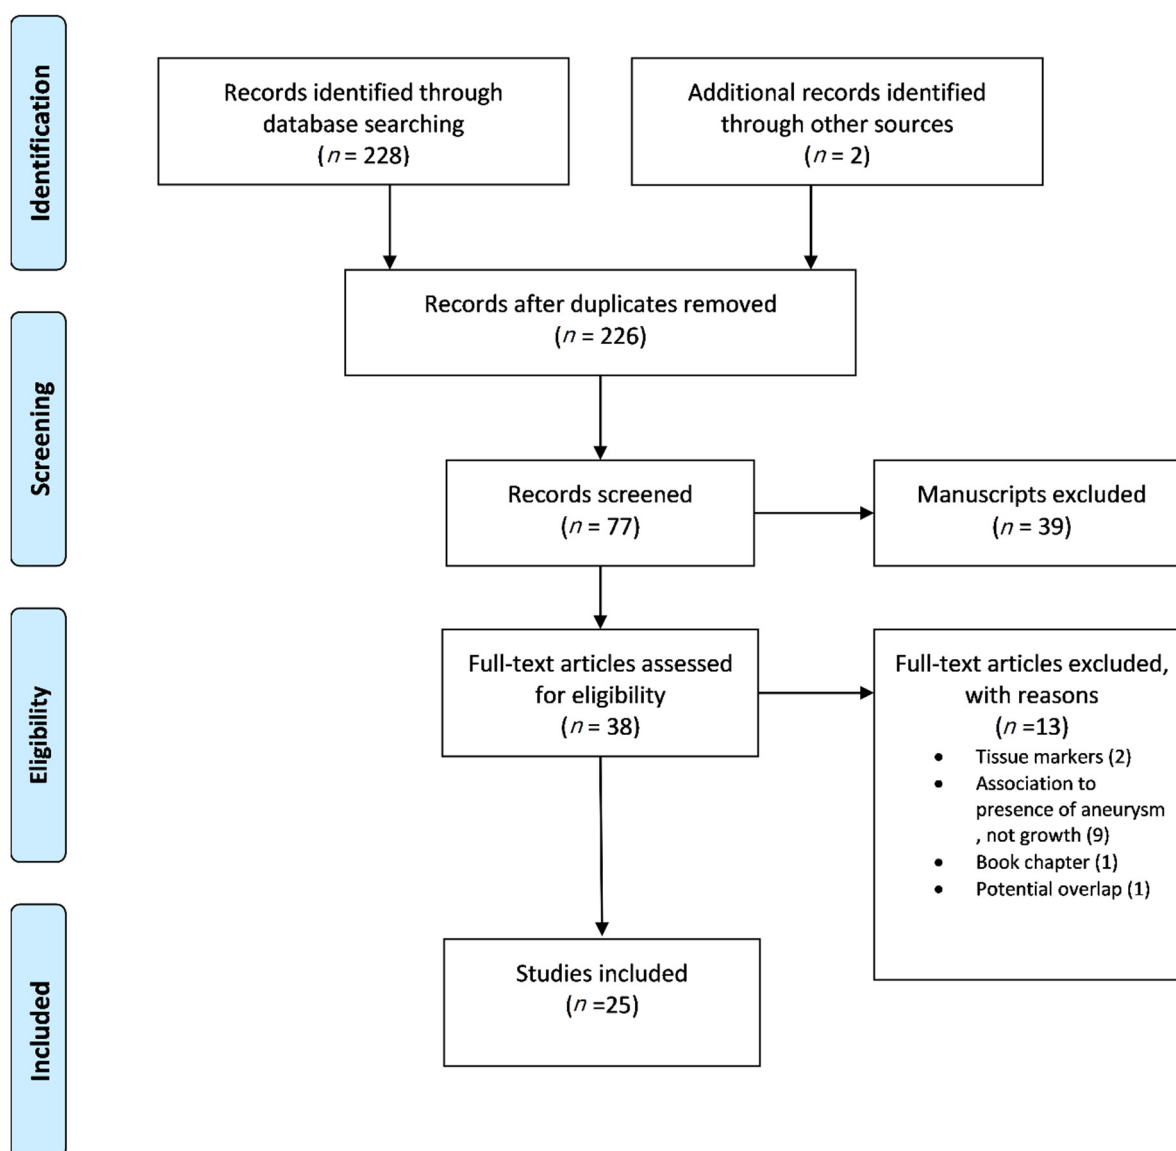 Identification
Records identified through
database searching
(n = 228)
Additional records identified
through other sources
(n = 2)
Records after duplicates removed
(n = 226)
Screening
Records screened
(n = 77)
Manuscripts excluded
(n = 39)
Eligibility
Full-text articles assessed
for eligibility
(n = 38)
Full-text articles excluded,
with reasons
(n =13)
• Tissue markers (2)
• Association to
presence of aneurysm
, not growth (9)
• Book chapter (1)
• Potential overlap (1)
Included
Studies included
(n =25)